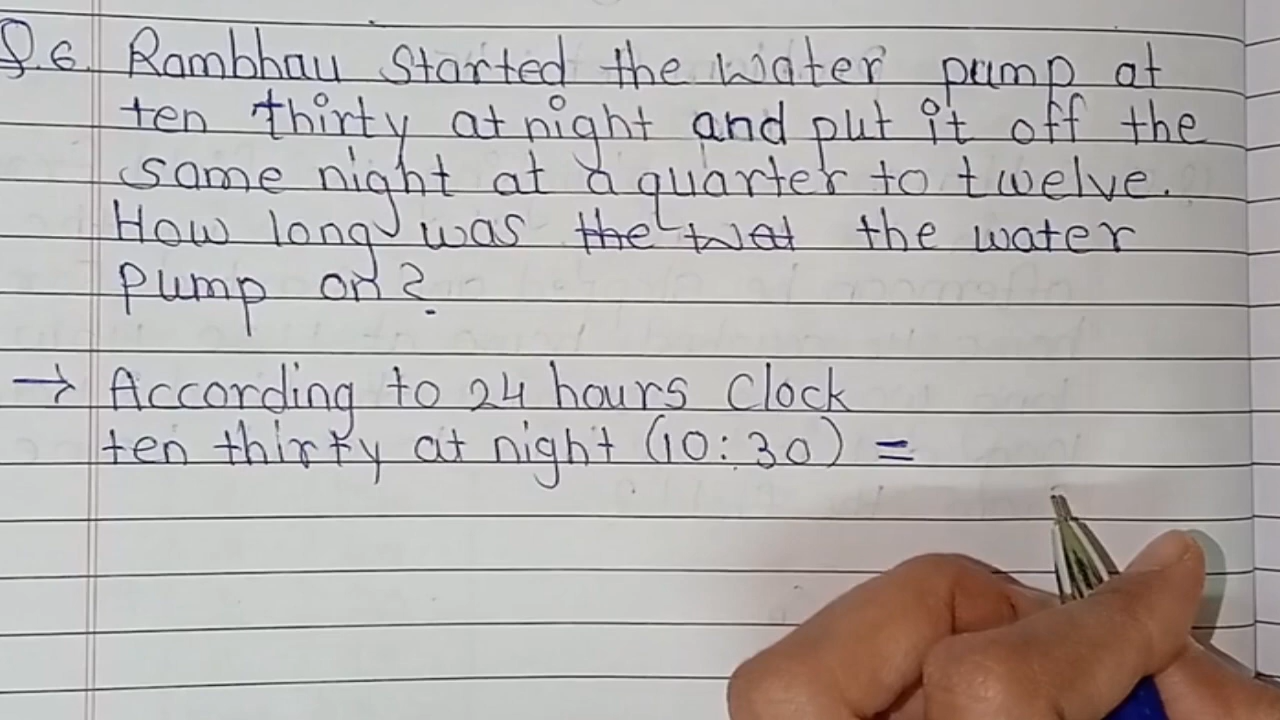 Q.6. Rambhau started the water pump at
ten thirty at night and put it off the
same night at a quarter to twelve.
How long was the wat the water
pump on?
→ According to 24 hours clock
ten thirty at night (10:30) =